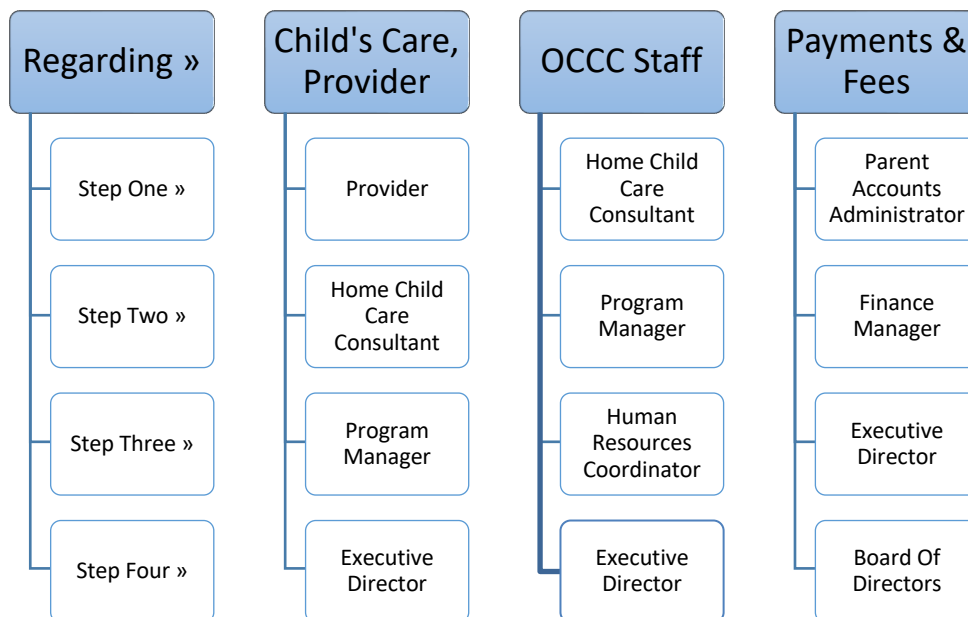 Regarding »
Step One »
Step Two »
Step Three »
Step Four »
Child's Care,
Provider
Provider
Home Child
Care
Consultant
Program
Manager
Executive
Director
OCCC Staff
Home Child
Care
Consultant
Program
Manager
Human
Resources
Coordinator
Executive
Director
Payments &
Fees
Parent
Accounts
Administrator
Finance
Manager
Executive
Director
Board Of
Directors